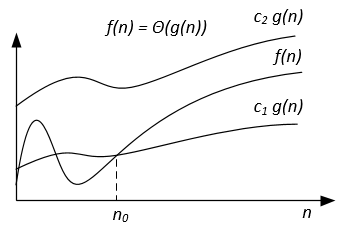 f(n) = Θ(g(n))
c₂ g(n)
f(n)
c₁ g(n)
n₀
n